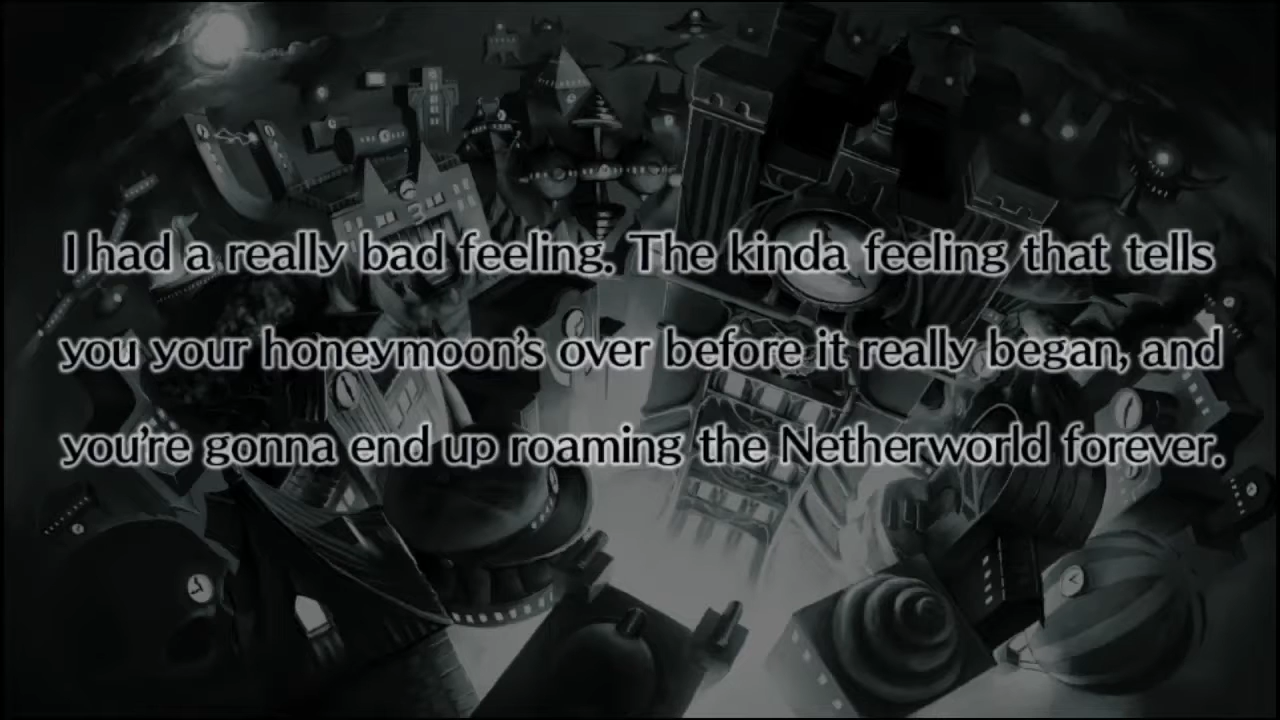 I had a really bad feeling. The kinda feeling that tells
you your honeymoon's over before it really began, and
you're gonna end up roaming the Netherworld forever.